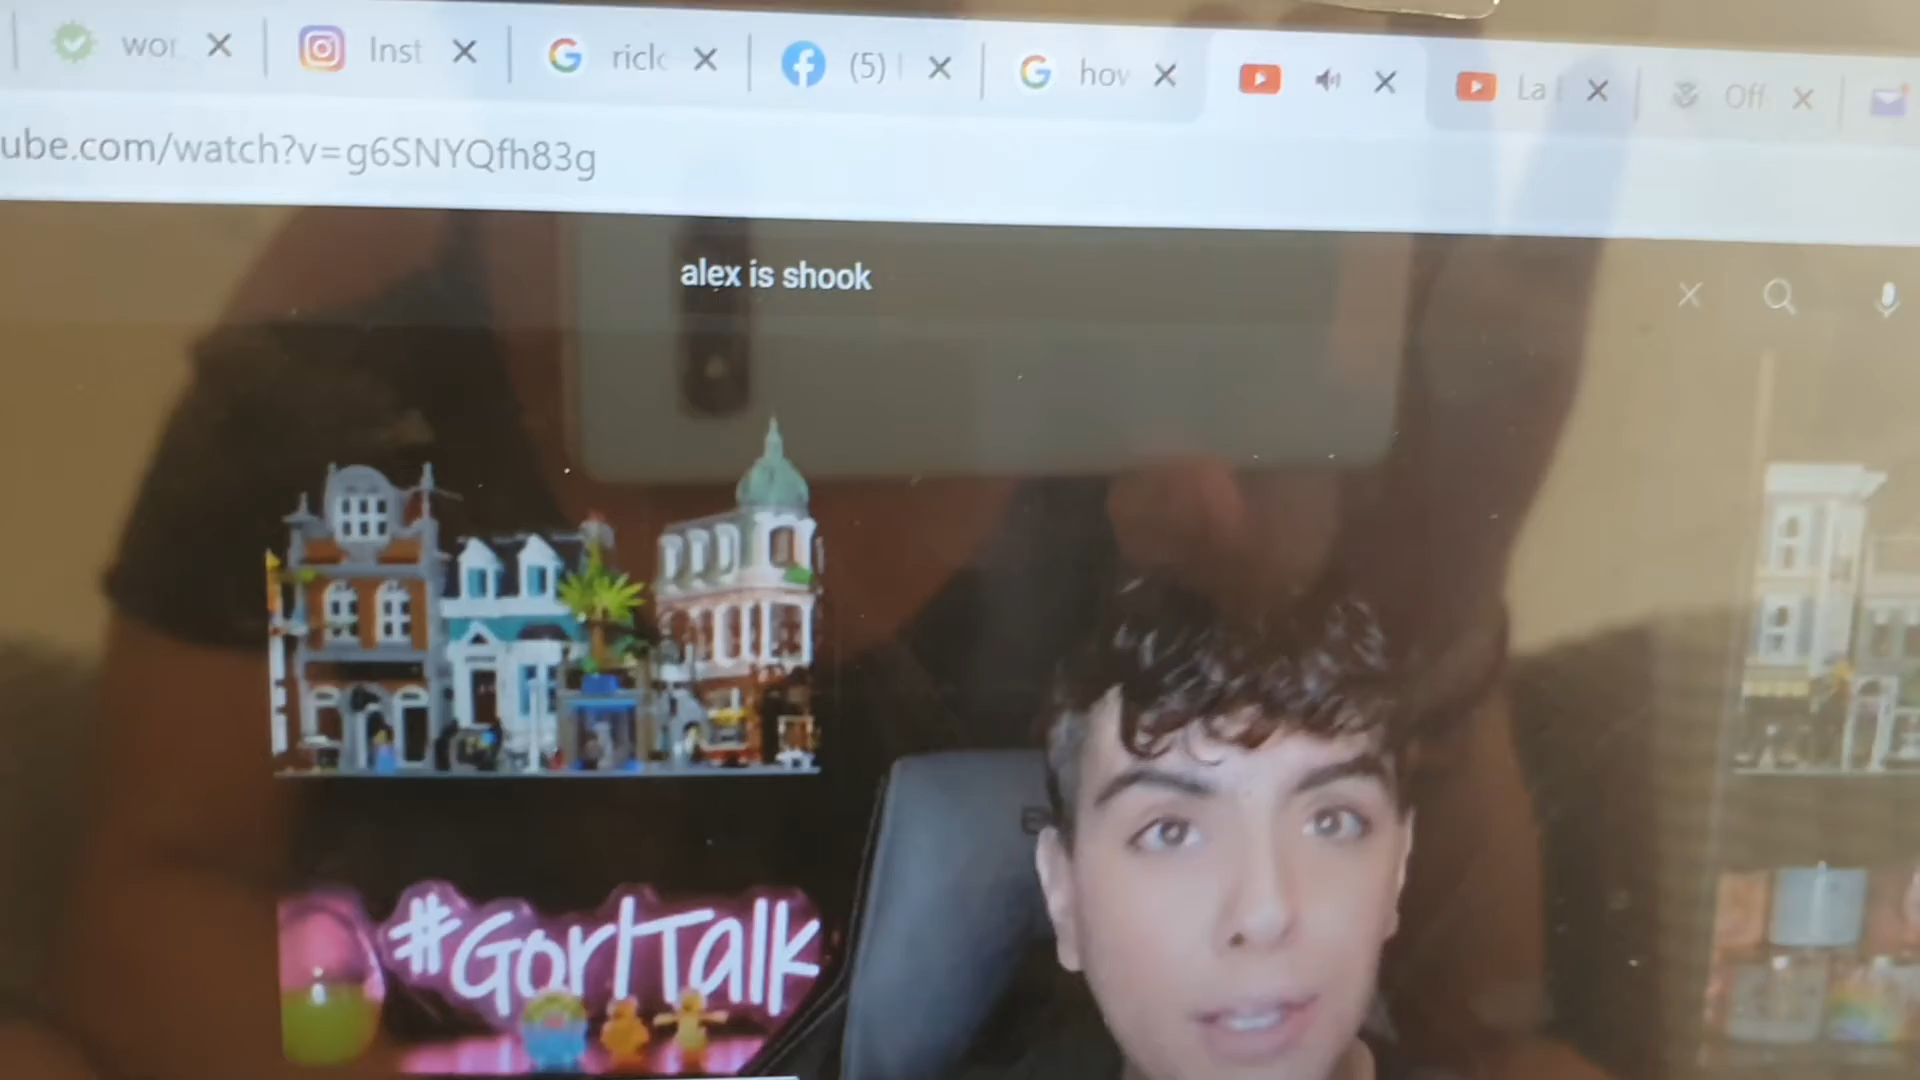 wor
Inst
rick
(5)
how
La
Off
ube.com/watch?v=g6SNYQfh83g
alex is shook
#GorlTalk